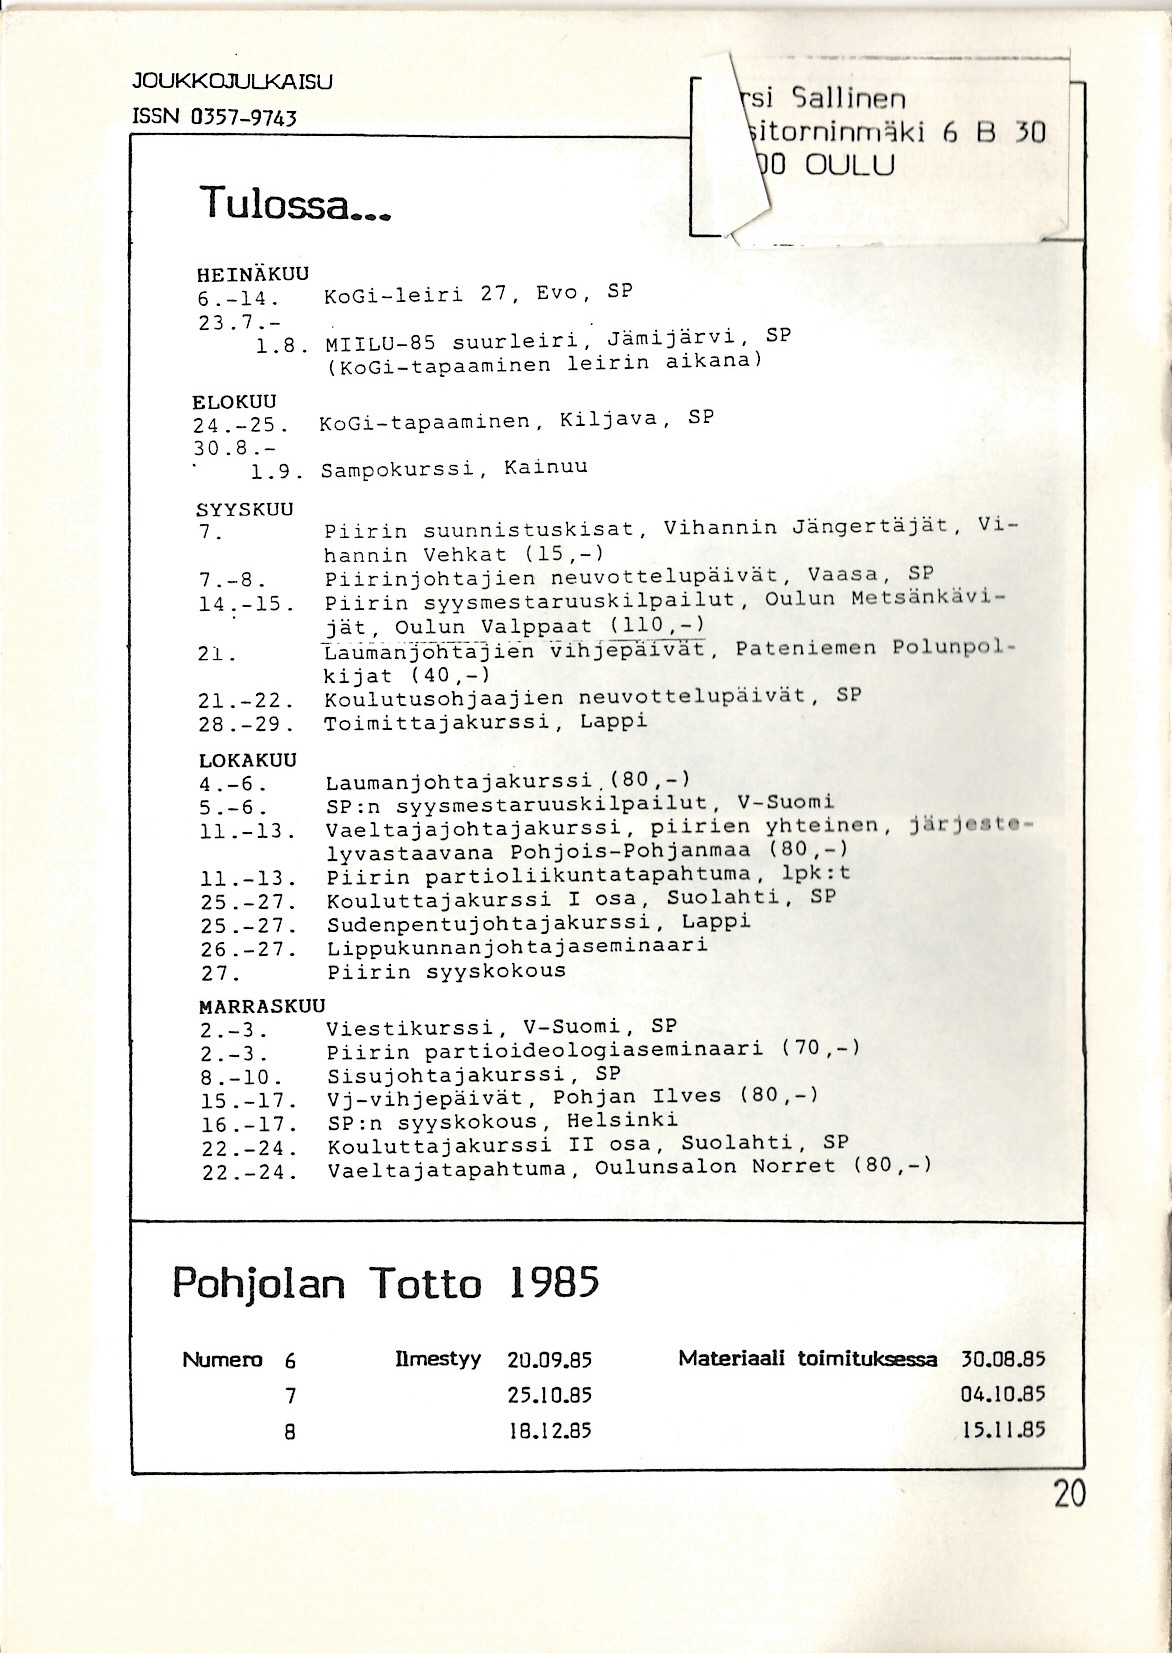 JOUKKOJULKAISU
ISSN 0357-9743
rsi Sallinen
sitorninmäki 6 B 30
00 OULU
Tulossa...
HEINÄKUU
6.-14. KoGi-leiri 27, Evo, SP
23.7.-
1.8. MIILU-85 suurleiri, Jämijärvi, SP
(KoGi-tapaaminen leirin aikana)
ELOKUU
24.-25. KoGi-tapaaminen, Kiljava, SP
30.8.-
1.9. Sampokurssi, Kainuu
SYYSKUU
7. Piirin suunnistuskisat, Vihannin Jängertäjät, Vi-
hannin Vehkat (15,-)
7.-8. Piirinjohtajien neuvottelupäivät, Vaasa, SP
14.-15. Piirin syysmestaruuskilpailut, Oulun Metsänkävi-
jät, Oulun Valppaat (110,-)
21. Laumanjohtajien vihjepäivät, Pateniemen Polunpol-
kijat (40,-)
21.-22. Koulutusohjaajien neuvottelupäivät, SP
28.-29. Toimittajakurssi, Lappi
LOKAKUU
4.-6. Laumanjohtajakurssi (80,-)
5.-6. SP:n syysmestaruuskilpailut, V-Suomi
11.-13. Vaeltajajohtajakurssi, piirien yhteinen, järjeste-
lyvastaavana Pohjois-Pohjanmaa (80,-)
11.-13. Piirin partioliikuntatapahtuma, lpk:t
25.-27. Kouluttajakurssi I osa, Suolahti, SP
25.-27. Sudenpentujohtajakurssi, Lappi
26.-27. Lippukunnanjohtajaseminaari
27. Piirin syyskokous
MARRASKUU
2.-3. Viestikurssi, V-Suomi, SP
2.-3. Piirin partioideologiaseminaari (70,-)
8.-10. Sisujohtajakurssi, SP
15.-17. Vj-vihjepäivät, Pohjan Ilves (80,-)
16.-17. SP:n syyskokous, Helsinki
22.-24. Kouluttajakurssi II osa, Suolahti, SP
22.-24. Vaeltajatapahtuma, Oulunsalon Norret (80,-)
Pohjolan Totto 1985
Numero 6 Ilmestyy 20.09.85 Materiaali toimituksessa 30.08.85
7 25.10.85 04.10.85
8 18.12.85 15.11.85
20